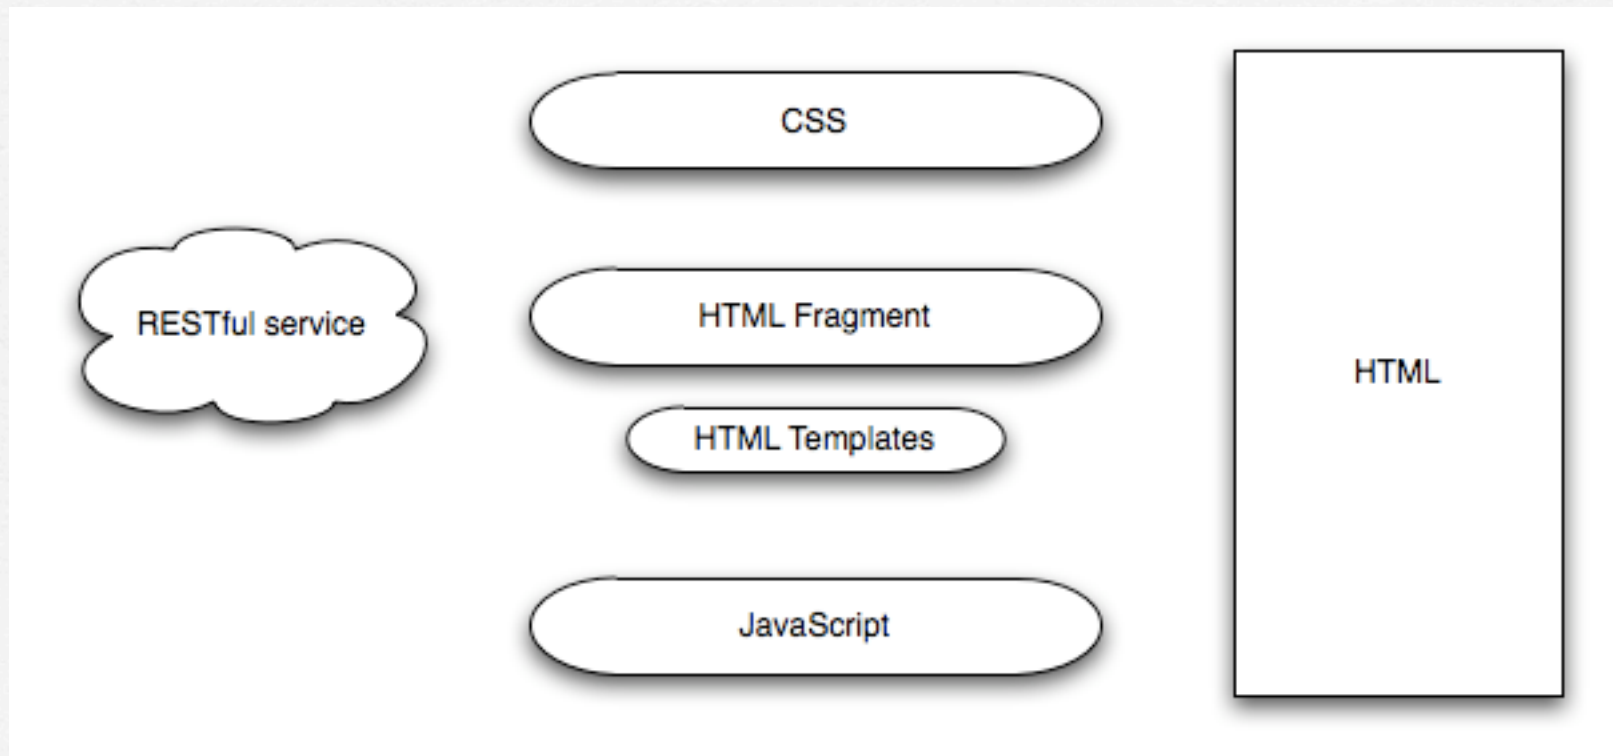 CSS
RESTful service
HTML Fragment
HTML Templates
JavaScript
HTML